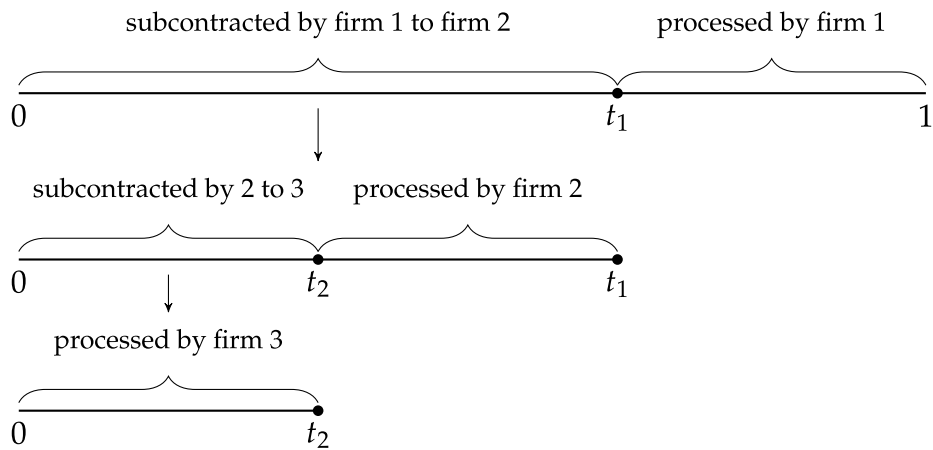 subcontracted by firm 1 to firm 2 processed by firm 1
0 t₁ 1
subcontracted by 2 to 3 processed by firm 2
0 t₂ t₁
processed by firm 3
0 t₂